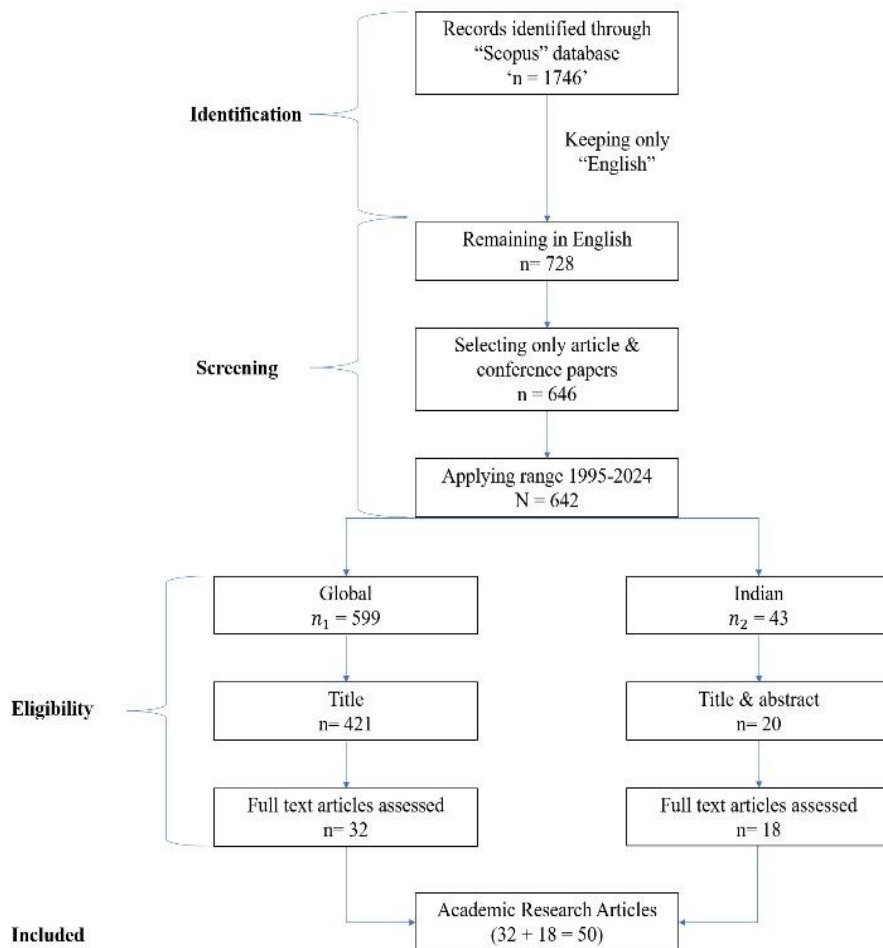 Records identified through
“Scopus” database
‘n = 1746’
Identification
Keeping only
“English”
Remaining in English
n= 728
Selecting only article &
conference papers
n = 646
Screening
Applying range 1995-2024
N = 642
Global
n₁ = 599
Indian
n₂ = 43
Eligibility
Title
n= 421
Title & abstract
n= 20
Full text articles assessed
n= 32
Full text articles assessed
n= 18
Academic Research Articles
(32 + 18 = 50)
Included